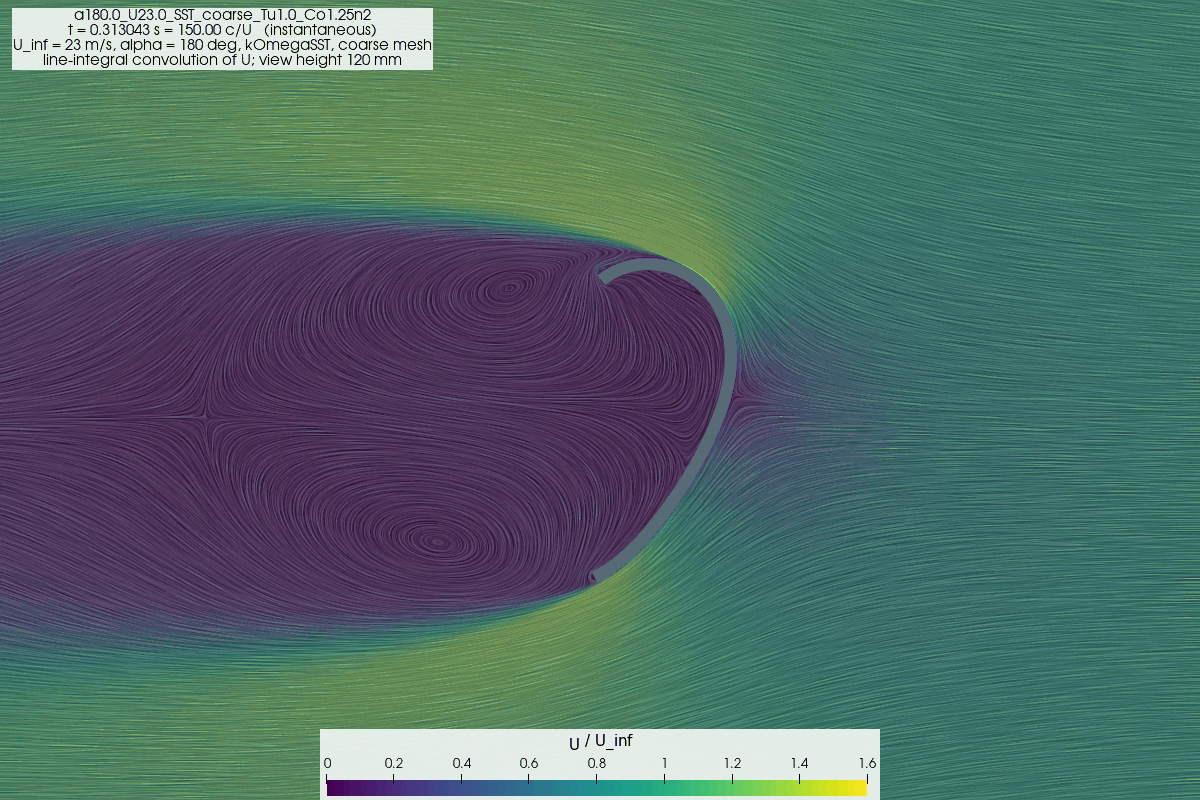 a180.0_U23.0_SST_coarse_Tu1.0_Co1.25n2
t = 0.313043 s = 150.00 c/U (instantaneous)
U_inf = 23 m/s, alpha = 180 deg, kOmegaSST, coarse mesh
line-integral convolution of U; view height 120 mm
U / U_inf
0 0.2 0.4 0.6 0.8 1 1.2 1.4 1.6